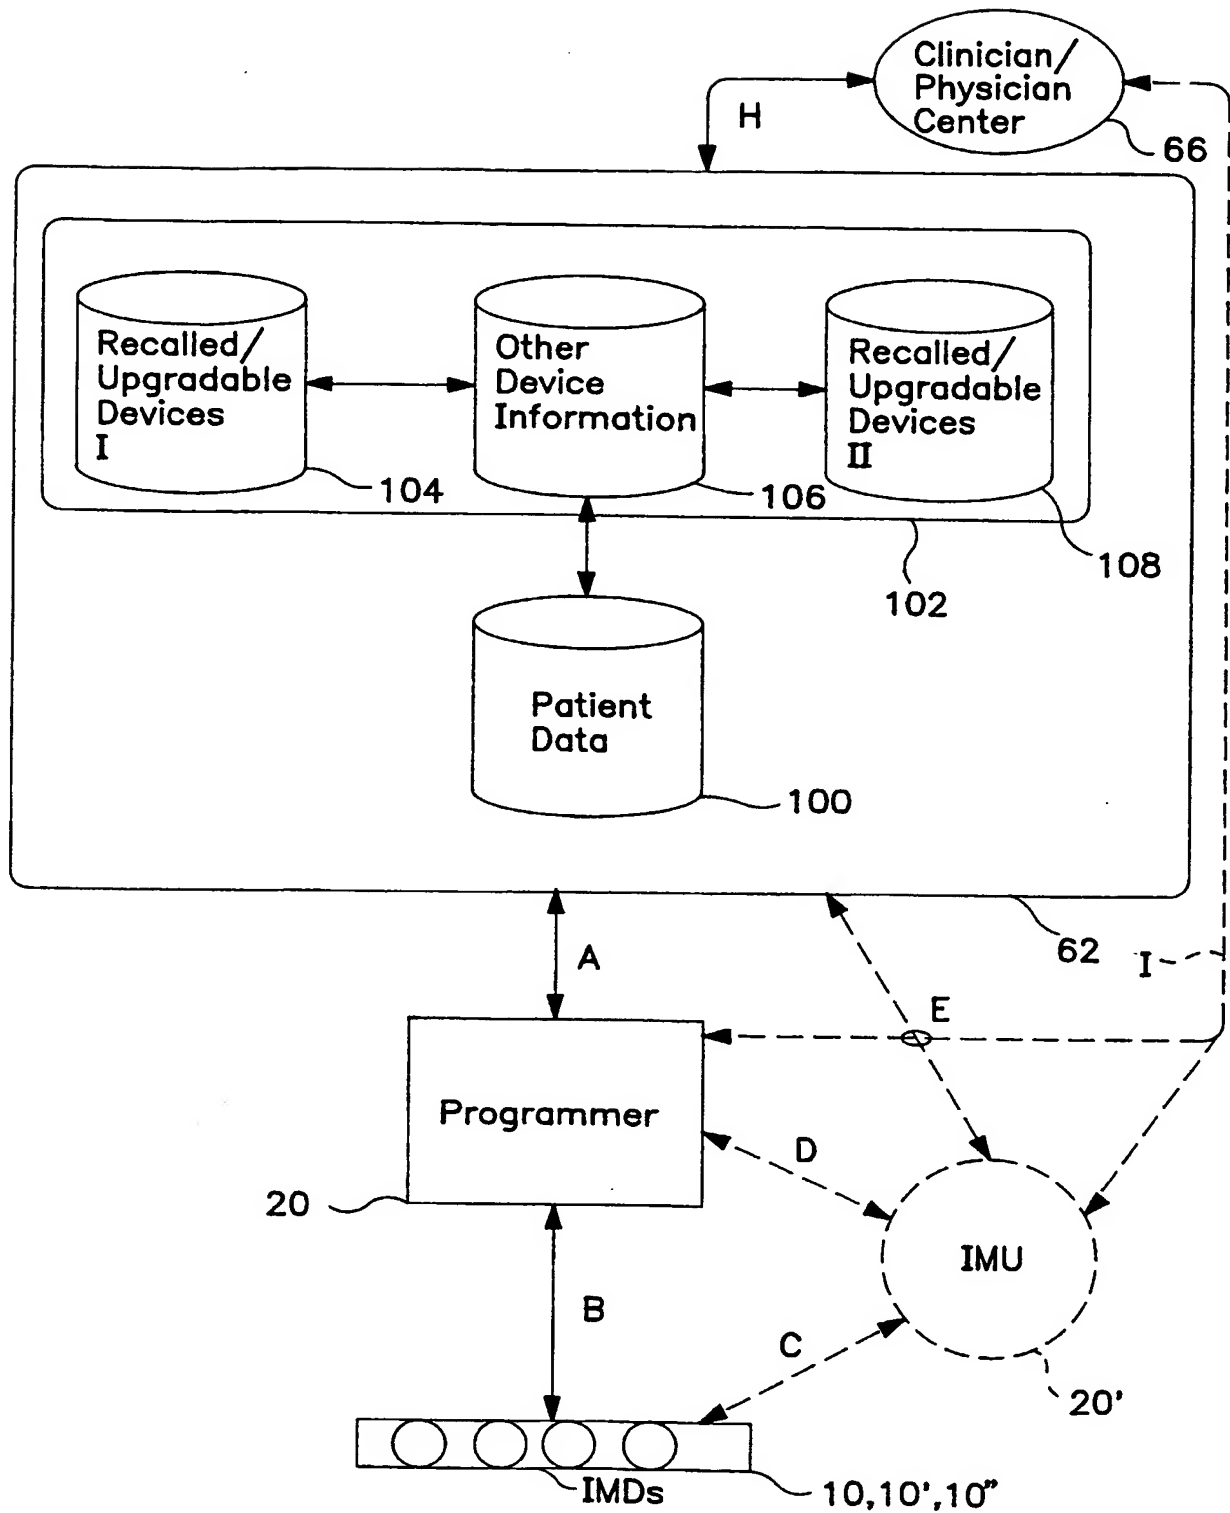 Clinician/
Physician
Center
66
H
Recalled/
Upgradable
Devices
I
104
Other
Device
Information
106
Recalled/
Upgradable
Devices
II
108
102
Patient
Data
100
62
I
A
E
Programmer
20
D
IMU
20'
B
C
IMDs
10,10',10"